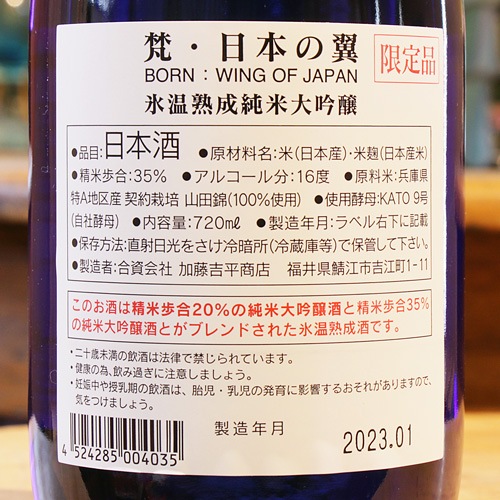 梵・日本の翼
BORN : WING OF JAPAN
限定品
氷温熟成純米大吟醸
●品目:日本酒 ●原材料名:米(日本産)・米麹(日本産米)
●精米歩合:35% ●アルコール分:16度 ●原料米:兵庫県
特A地区産 契約栽培 山田錦(100%使用) ●使用酵母:KATO 9号
(自社酵母) ●内容量:720mℓ ●製造年月:ラベル右下に記載
●保存方法:直射日光をさけ冷暗所(冷蔵庫等)で保管して下さい。
●製造者:合資会社 加藤吉平商店 福井県鯖江市吉江町1-11
このお酒は精米歩合20%の純米大吟醸酒と精米歩合35%
の純米大吟醸酒とがブレンドされた氷温熟成酒です。
・二十歳未満の飲酒は法律で禁じられています。
・健康の為、飲み過ぎに注意しましょう。
・妊娠中や授乳期の飲酒は、胎児・乳児の発育に影響するおそれがありますので、
気をつけましょう。
製造年月 2023.01
4 524285 004035